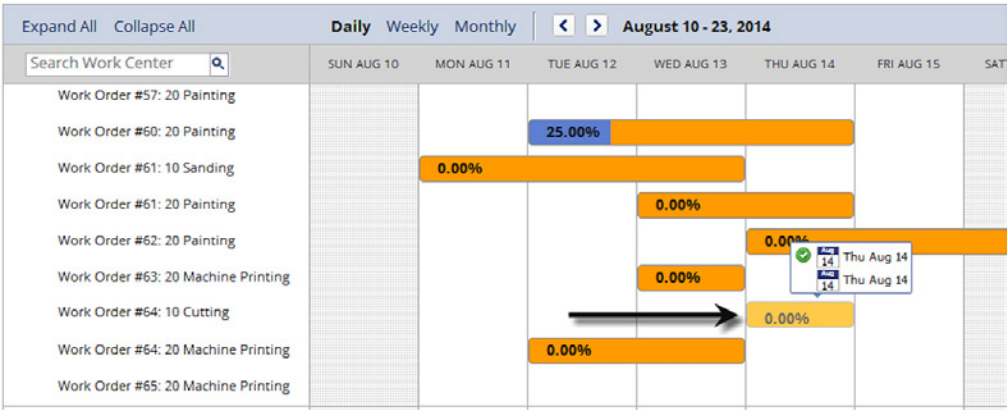 Expand All Collapse All Daily Weekly Monthly August 10 - 23, 2014
Search Work Center SUN AUG 10 MON AUG 11 TUE AUG 12 WED AUG 13 THU AUG 14 FRI AUG 15 SAT
Work Order #57: 20 Painting
Work Order #60: 20 Painting 25.00%
Work Order #61: 10 Sanding 0.00%
Work Order #61: 20 Painting 0.00%
Work Order #62: 20 Painting 0.00%
Aug 14 Thu Aug 14
Work Order #63: 20 Machine Printing 0.00% Aug 14 Thu Aug 14
Work Order #64: 10 Cutting 0.00%
Work Order #64: 20 Machine Printing 0.00%
Work Order #65: 20 Machine Printing